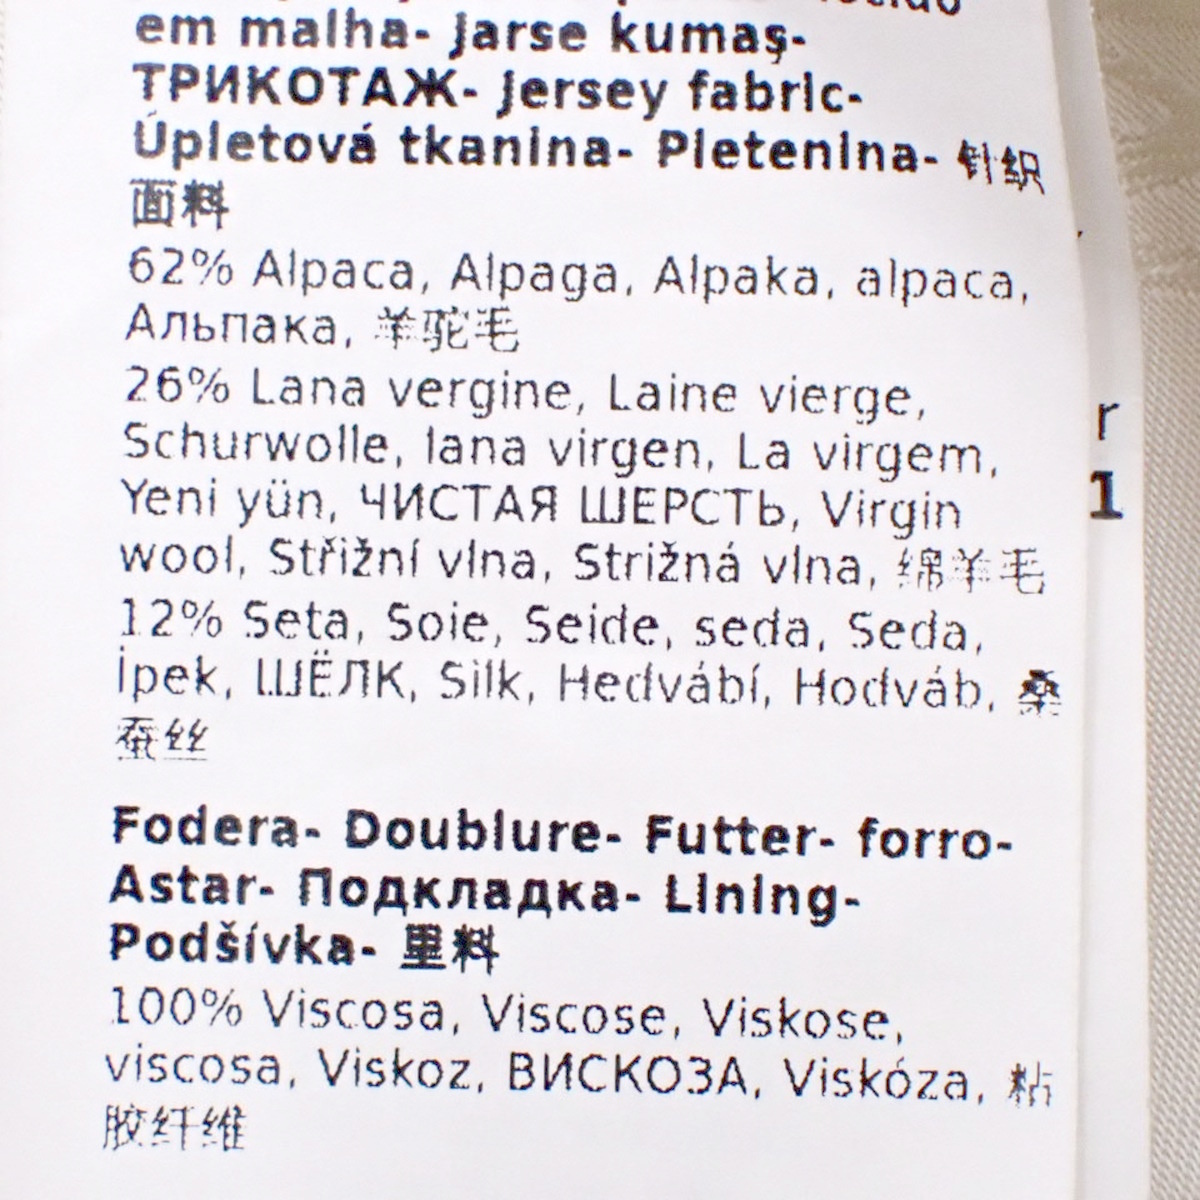 em malha- Jarse kumaş-
ТРИКОТАЖ- Jersey fabric-
Úpletová tkanina- Pletenina- 针织
面料
62% Alpaca, Alpaga, Alpaka, alpaca,
Альпака, 羊驼毛
26% Lana vergine, Laine vierge,
Schurwolle, lana virgen, La virgem,
Yeni yün, ЧИСТАЯ ШЕРСТЬ, Virgin
wool, Střižní vlna, Strižná vlna, 绵羊毛
12% Seta, Soie, Seide, seda, Seda,
İpek, ШЁЛК, Silk, Hedvábí, Hodváb, 桑
蚕丝
Fodera- Doublure- Futter- forro-
Astar- Подкладка- Lining-
Podšívka- 里料
100% Viscosa, Viscose, Viskose,
viscosa, Viskoz, ВИСКОЗА, Viskóza, 粘
胶纤维
r
1